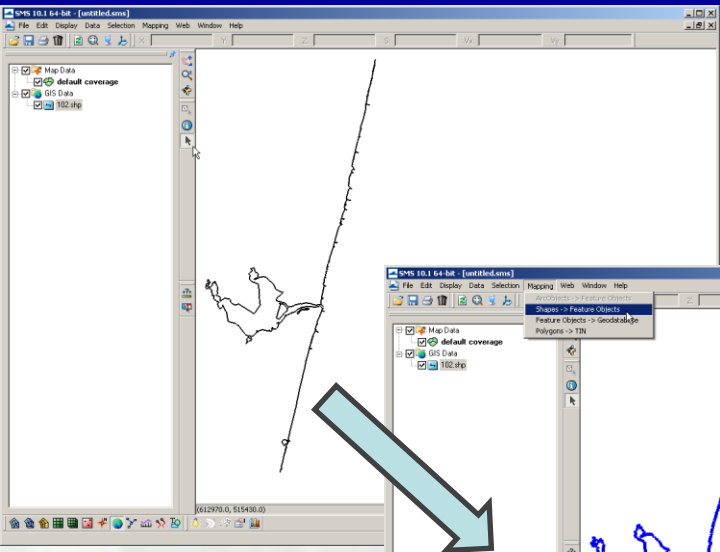 SMS 10.1 64-bit - [untitled.sms]
File Edit Display Data Selection Mapping Web Window Help
X: Y: Z: S: Vx: Vy:
Map Data
default coverage
GIS Data
102.shp
(612970.0, 515430.0)
SMS 10.1 64-bit - [untitled.sms]
File Edit Display Data Selection Mapping Web Window Help
Z:
ArcObjects -> Feature Objects
Shapes -> Feature Objects
Feature Objects -> Geodatabase
Polygons -> TIN
Map Data
default coverage
GIS Data
102.shp